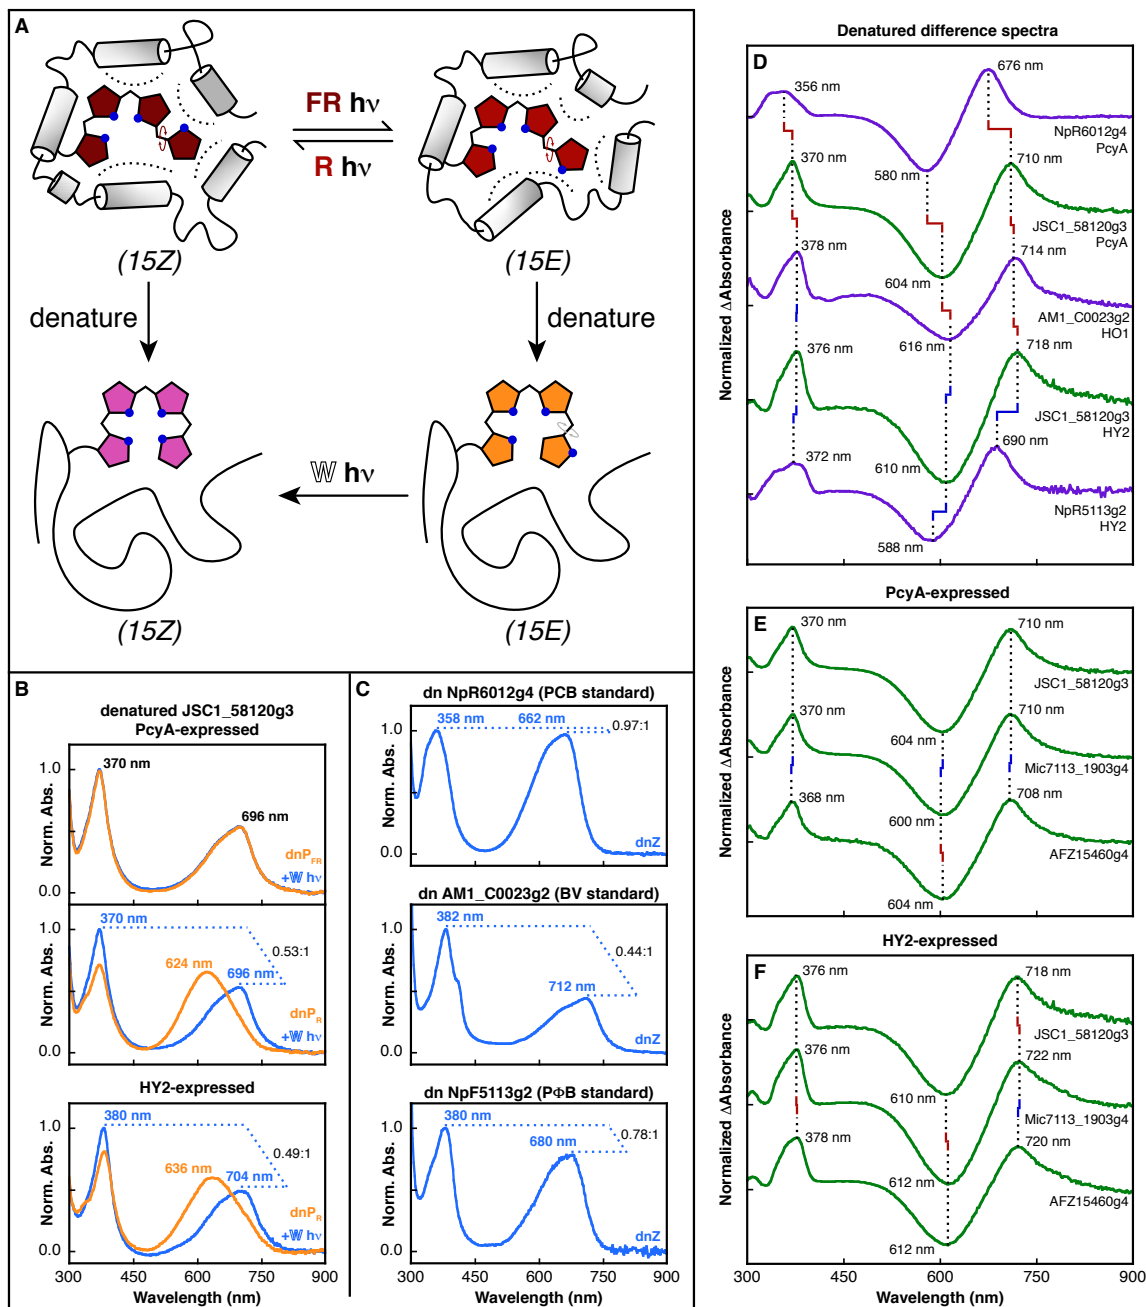 A
FR hν
R hν
(15Z)
(15E)
denature
denature
W hν
(15Z)
(15E)
B
denatured JSC1_58120g3
PcyA-expressed
Norm. Abs.
1.0
0.0
370 nm
696 nm
dnP_FR
+W hν
Norm. Abs.
1.0
0.0
370 nm
0.53:1
624 nm
696 nm
dnP_R
+W hν
HY2-expressed
Norm. Abs.
1.0
0.0
380 nm
0.49:1
636 nm
704 nm
dnP_R
+W hν
300 450 600 750 900
Wavelength (nm)
C
dn NpR6012g4 (PCB standard)
Norm. Abs.
1.0
0.0
358 nm
662 nm
0.97:1
dnZ
dn AM1_C0023g2 (BV standard)
Norm. Abs.
1.0
0.0
382 nm
0.44:1
712 nm
dnZ
dn NpF5113g2 (PΦB standard)
Norm. Abs.
1.0
0.0
380 nm
680 nm
0.78:1
dnZ
300 450 600 750 900
Wavelength (nm)
Denatured difference spectra
D
Normalized ΔAbsorbance
676 nm
356 nm
NpR6012g4
PcyA
580 nm
370 nm
710 nm
JSC1_58120g3
PcyA
604 nm
378 nm
714 nm
AM1_C0023g2
HO1
616 nm
376 nm
718 nm
JSC1_58120g3
HY2
610 nm
690 nm
372 nm
NpR5113g2
HY2
588 nm
300 450 600 750 900
PcyA-expressed
E
Normalized ΔAbsorbance
370 nm
710 nm
JSC1_58120g3
604 nm
370 nm
710 nm
Mic7113_1903g4
600 nm
368 nm
708 nm
AFZ15460g4
604 nm
HY2-expressed
F
Normalized ΔAbsorbance
376 nm
718 nm
JSC1_58120g3
610 nm
376 nm
722 nm
Mic7113_1903g4
612 nm
378 nm
720 nm
AFZ15460g4
612 nm
300 450 600 750 900
Wavelength (nm)